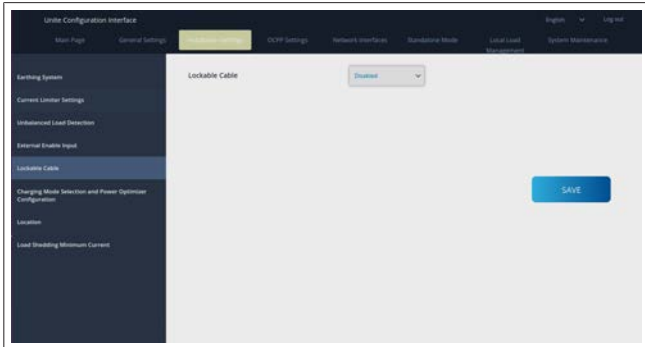 Unite Configuration Interface
English
Log out
Main Page
General Settings
Installation Settings
OCPP Settings
Network Interfaces
Standalone Mode
Local Load
Management
System Maintenance
Earthing System
Current Limiter Settings
Unbalanced Load Detection
External Enable Input
Lockable Cable
Charging Mode Selection and Power Optimizer
Configuration
Location
Load Shedding Minimum Current
Lockable Cable
Disabled
SAVE